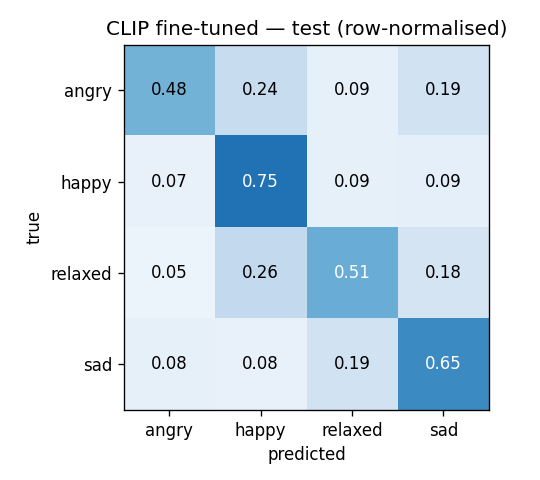 CLIP fine-tuned — test (row-normalised)
angry 0.48 0.24 0.09 0.19
happy 0.07 0.75 0.09 0.09
relaxed 0.05 0.26 0.51 0.18
sad 0.08 0.08 0.19 0.65
true
angry happy relaxed sad
predicted